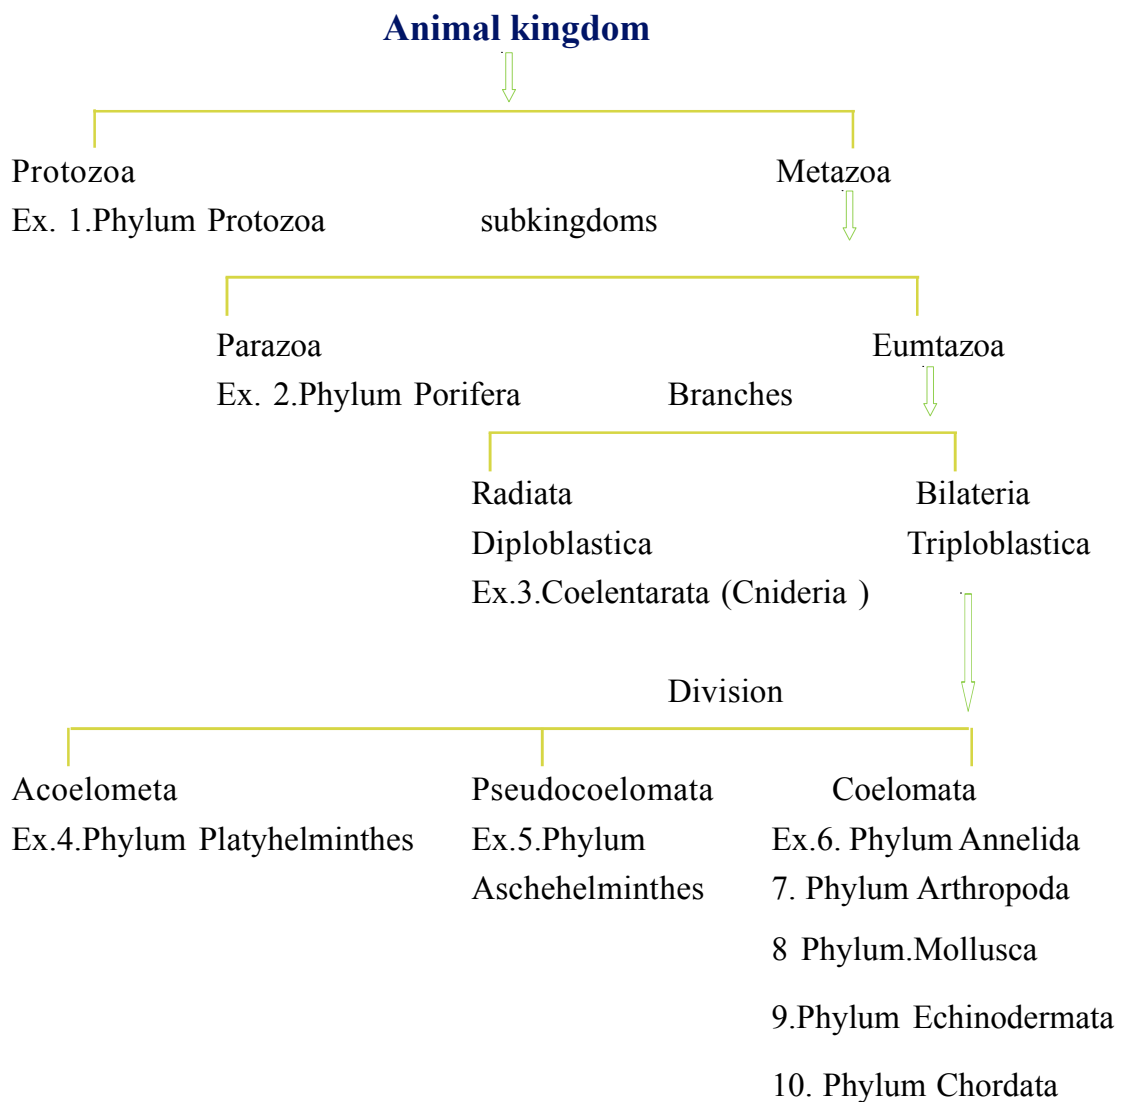 Animal kingdom
Protozoa Metazoa
Ex. 1.Phylum Protozoa subkingdoms
Parazoa Eumtazoa
Ex. 2.Phylum Porifera Branches
Radiata Bilateria
Diploblastica Triploblastica
Ex.3.Coelentarata (Cnideria )
Division
Acoelometa Pseudocoelomata Coelomata
Ex.4.Phylum Platyhelminthes Ex.5.Phylum Ex.6. Phylum Annelida
Aschehelminthes 7. Phylum Arthropoda
8 Phylum.Mollusca
9.Phylum Echinodermata
10. Phylum Chordata